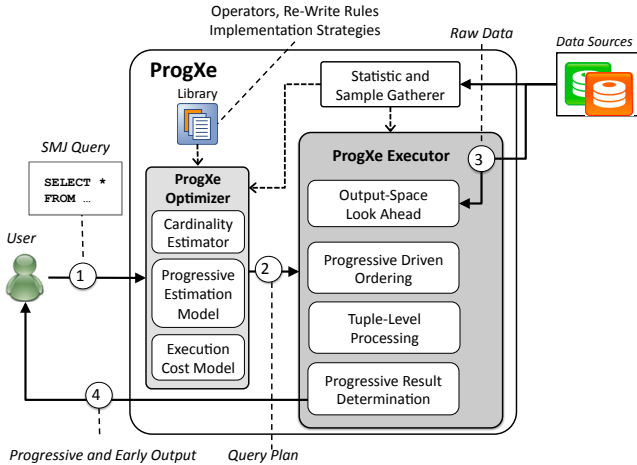 Operators, Re-Write Rules
Implementation Strategies
Raw Data
Data Sources
ProgXe
Library
Statistic and
Sample Gatherer
SMJ Query
SELECT *
FROM …
ProgXe Executor
3
ProgXe
Optimizer
Output-Space
Look Ahead
Cardinality
Estimator
User
1
2
Progressive
Estimation
Model
Progressive Driven
Ordering
Tuple-Level
Processing
Execution
Cost Model
Progressive Result
Determination
4
Progressive and Early Output
Query Plan